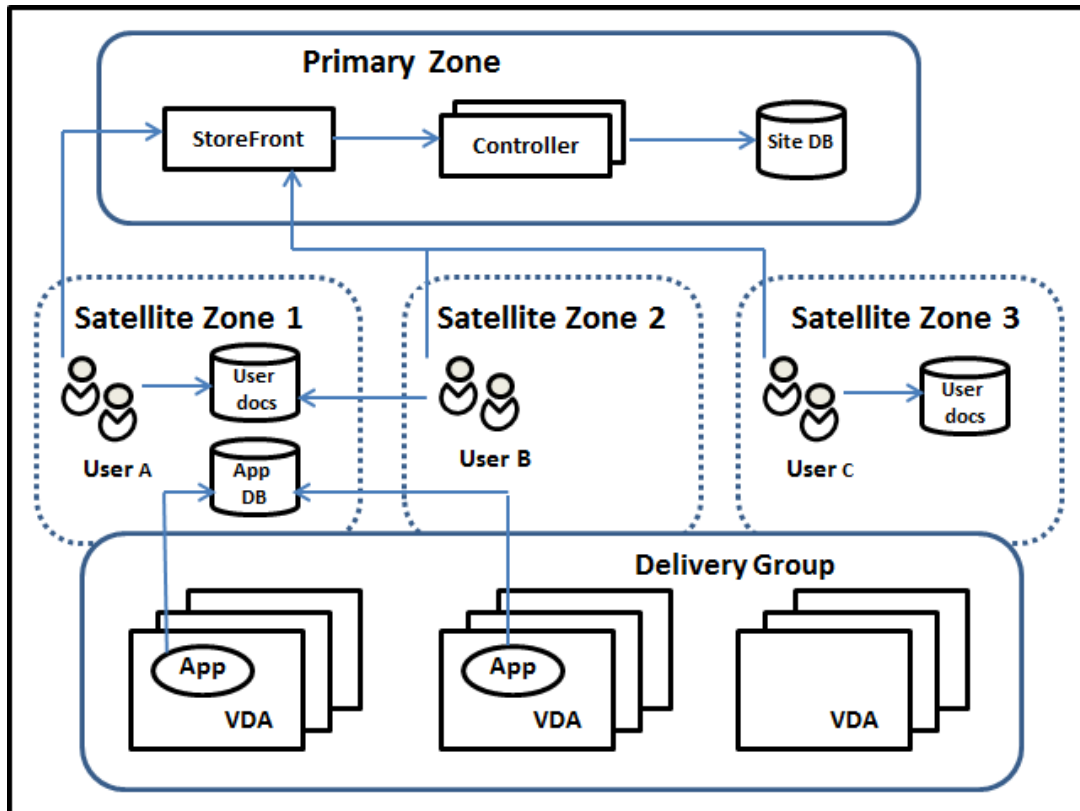 Primary Zone
StoreFront
Controller
Site DB
Satellite Zone 1
Satellite Zone 2
Satellite Zone 3
User
docs
User
docs
User A
User B
User C
App
DB
Delivery Group
App
VDA
App
VDA
VDA